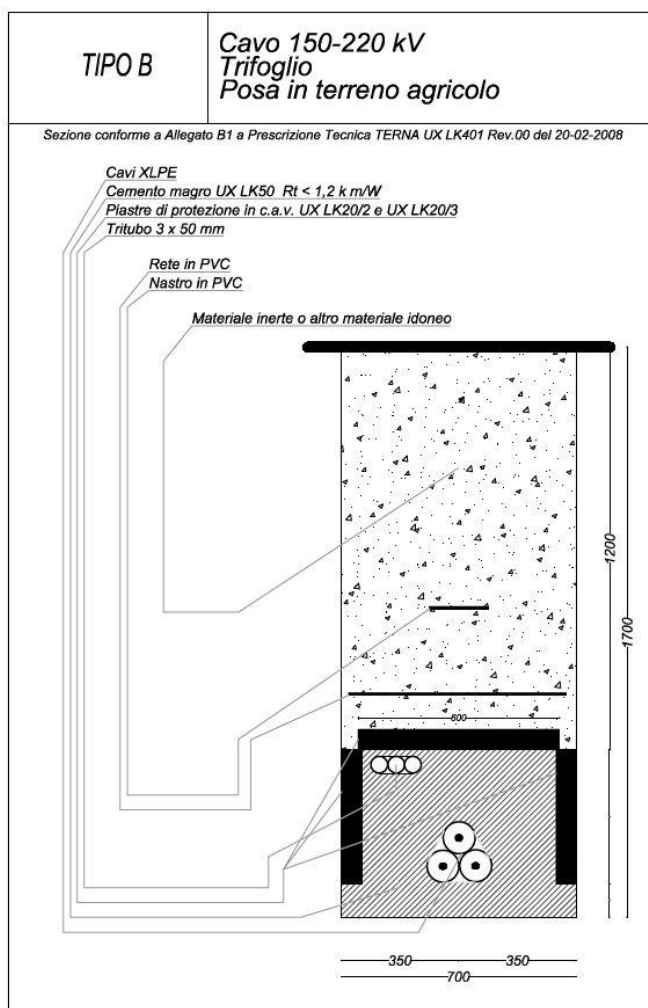 TIPO B
Cavo 150-220 kV
Trifoglio
Posa in terreno agricolo
Sezione conforme a Allegato B1 a Prescrizione Tecnica TERNA UX LK401 Rev.00 del 20-02-2008
Cavi XLPE
Cemento magro UX LK50 Rt < 1,2 k m/W
Piastre di protezione in c.a.v. UX LK20/2 e UX LK20/3
Tritubo 3 x 50 mm
Rete in PVC
Nastro in PVC
Materiale inerte o altro materiale idoneo
1200
1700
600
350
350
700